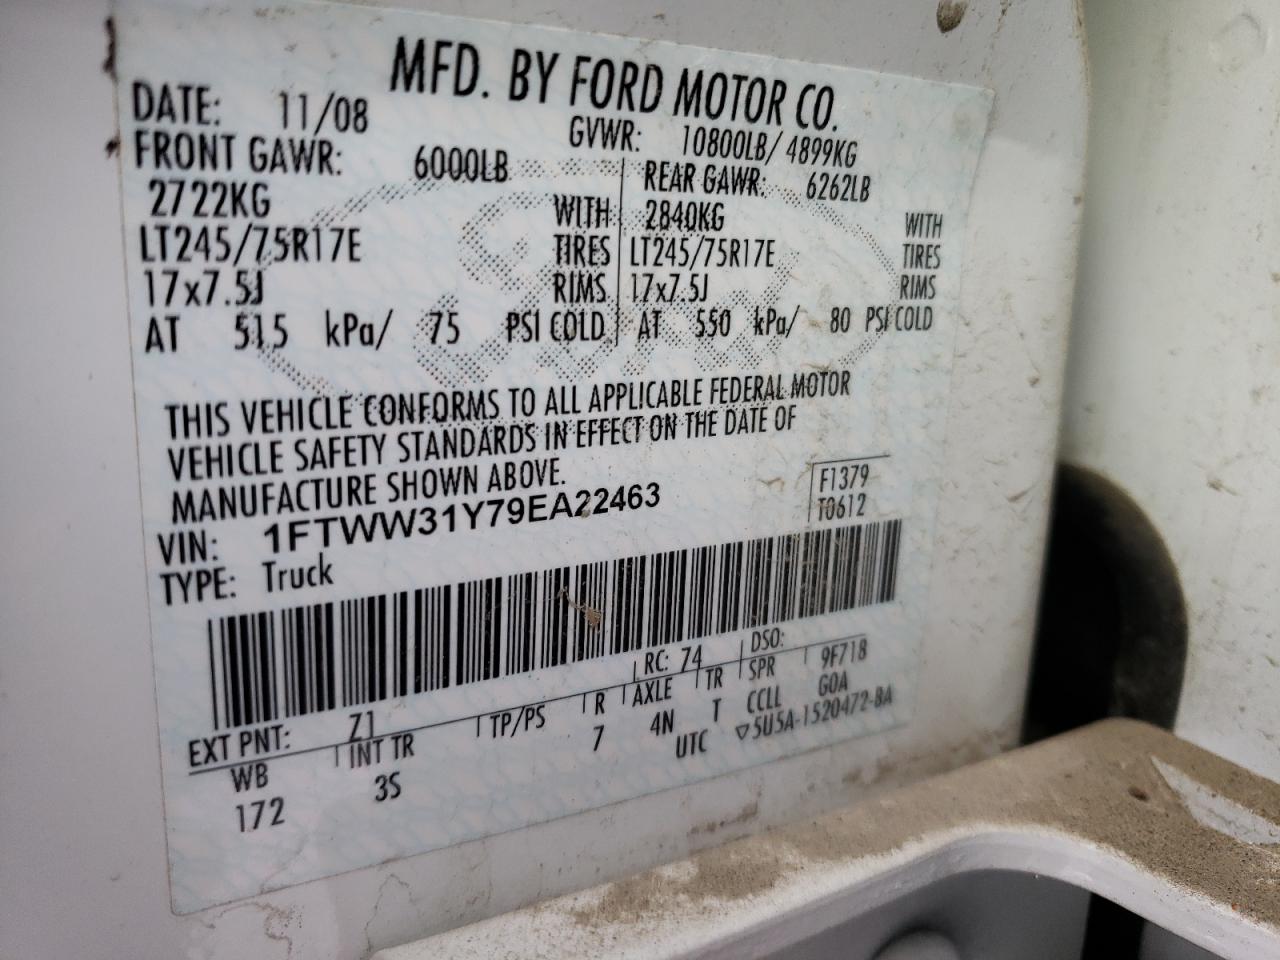 MFD. BY FORD MOTOR CO.
DATE: 11/08 GVWR: 10800LB/ 4899KG
FRONT GAWR: 6000LB REAR GAWR: 6262LB
2722KG WITH 2840KG WITH
LT245/75R17E TIRES LT245/75R17E TIRES
17x7.5J RIMS 17x7.5J RIMS
AT 515 kPa/ 75 PSI COLD AT 550 kPa/ 80 PSI COLD
THIS VEHICLE CONFORMS TO ALL APPLICABLE FEDERAL MOTOR
VEHICLE SAFETY STANDARDS IN EFFECT ON THE DATE OF
MANUFACTURE SHOWN ABOVE.
F1379
T0612
VIN: 1FTWW31Y79EA22463
TYPE: Truck
EXT PNT: Z1 RC: 74 DSO:
WB INT TR TP/PS R AXLE TR SPR 9F718
172 3S 7 4N T CCLL GOA
UTC ▽5U5A-1520472-BA